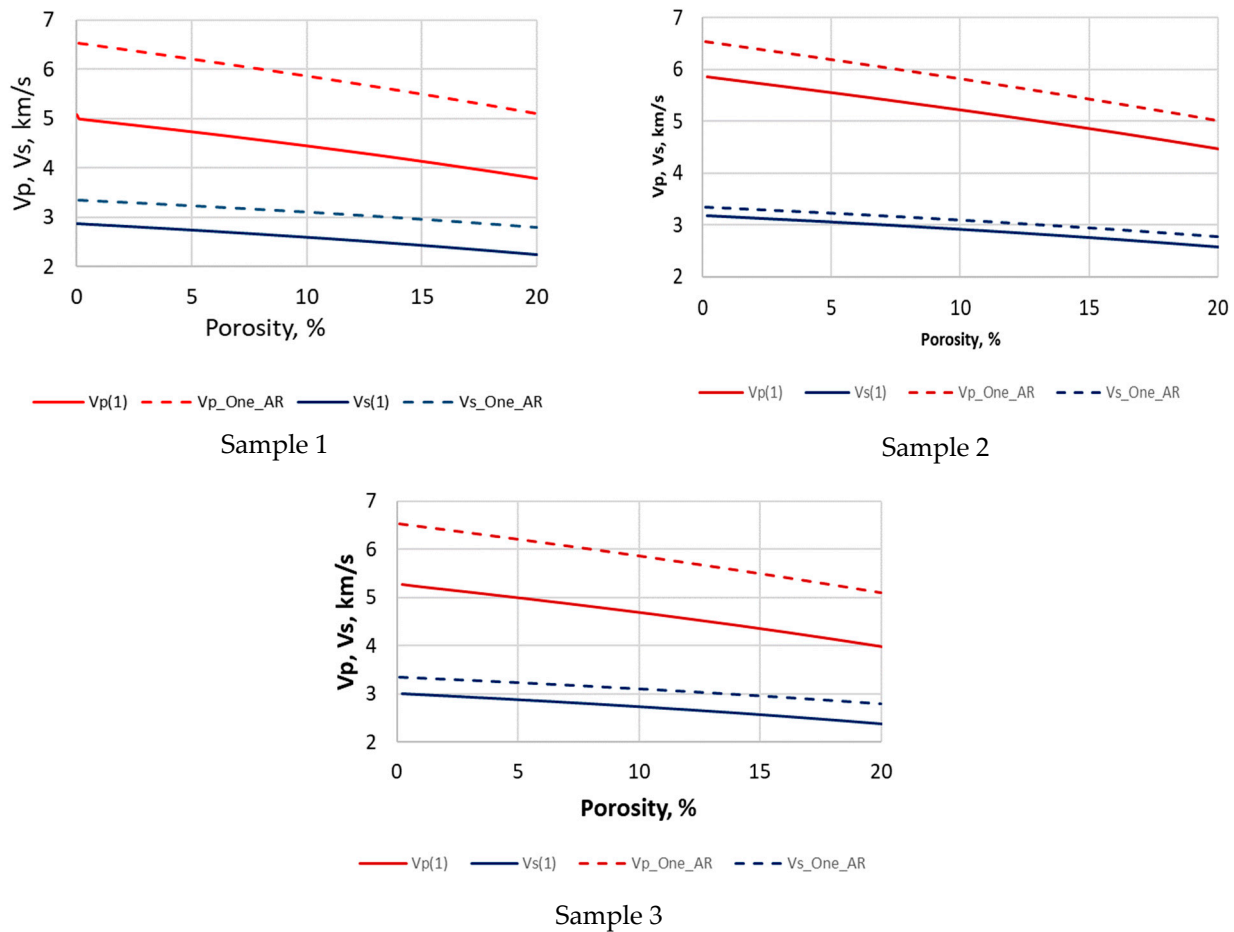 7
6
5
4
3
2
Vp, Vs, km/s
0 5 10 15 20
Porosity, %
Vp(1) Vp_One_AR Vs(1) Vs_One_AR
Sample 1
7
6
5
4
3
2
Vp, Vs, km/s
0 5 10 15 20
Porosity, %
Vp(1) Vs(1) Vp_One_AR Vs_One_AR
Sample 2
7
6
5
4
3
2
Vp, Vs, km/s
0 5 10 15 20
Porosity, %
Vp(1) Vs(1) Vp_One_AR Vs_One_AR
Sample 3